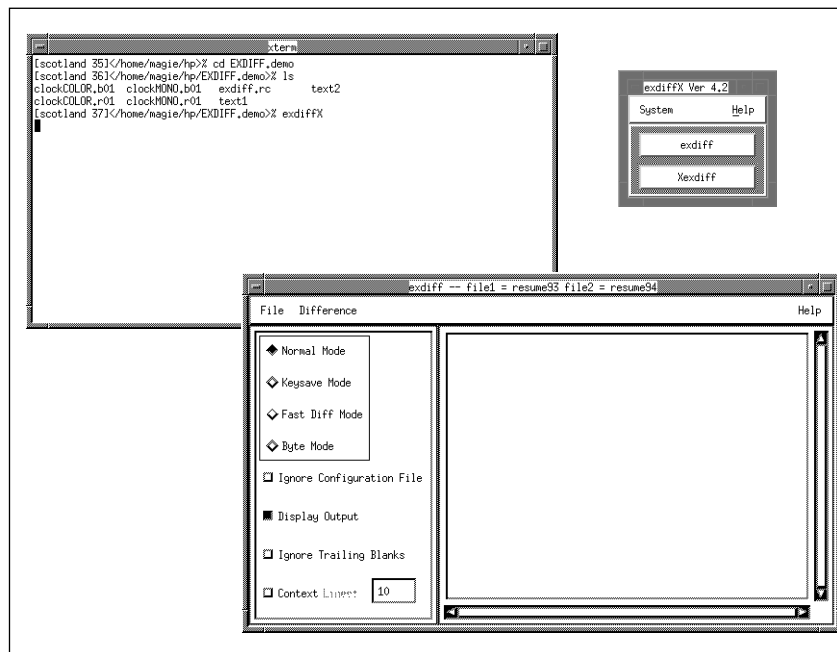 xterm
[scotland 35]</home/magie/hp>% cd EXDIFF.demo
[scotland 36]</home/magie/hp/EXDIFF.demo>% ls
clockCOLOR.b01 clockMONO.b01 exdiff.rc text2
clockCOLOR.r01 clockMONO.r01 text1
[scotland 37]</home/magie/hp/EXDIFF.demo>% exdiffX
exdiffX Ver 4.2
System Help
exdiff
Xexdiff
exdiff -- file1 = resume93 file2 = resume94
File Difference Help
Normal Mode
Keysave Mode
Fast Diff Mode
Byte Mode
Ignore Configuration File
Display Output
Ignore Trailing Blanks
Context Lines: 10